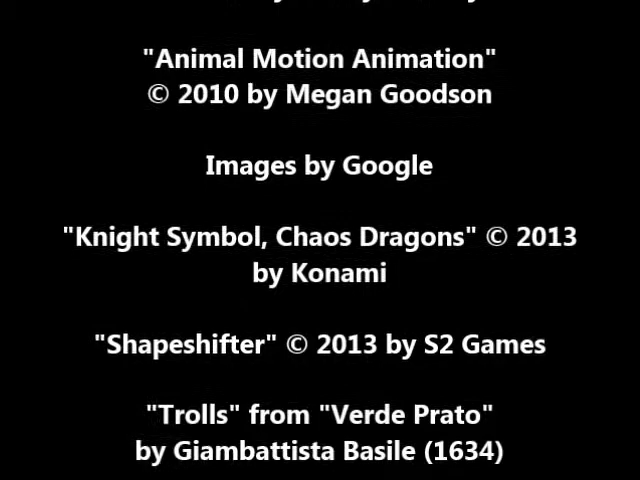 "Animal Motion Animation"
© 2010 by Megan Goodson
Images by Google
"Knight Symbol, Chaos Dragons" © 2013
by Konami
"Shapeshifter" © 2013 by S2 Games
"Trolls" from "Verde Prato"
by Giambattista Basile (1634)